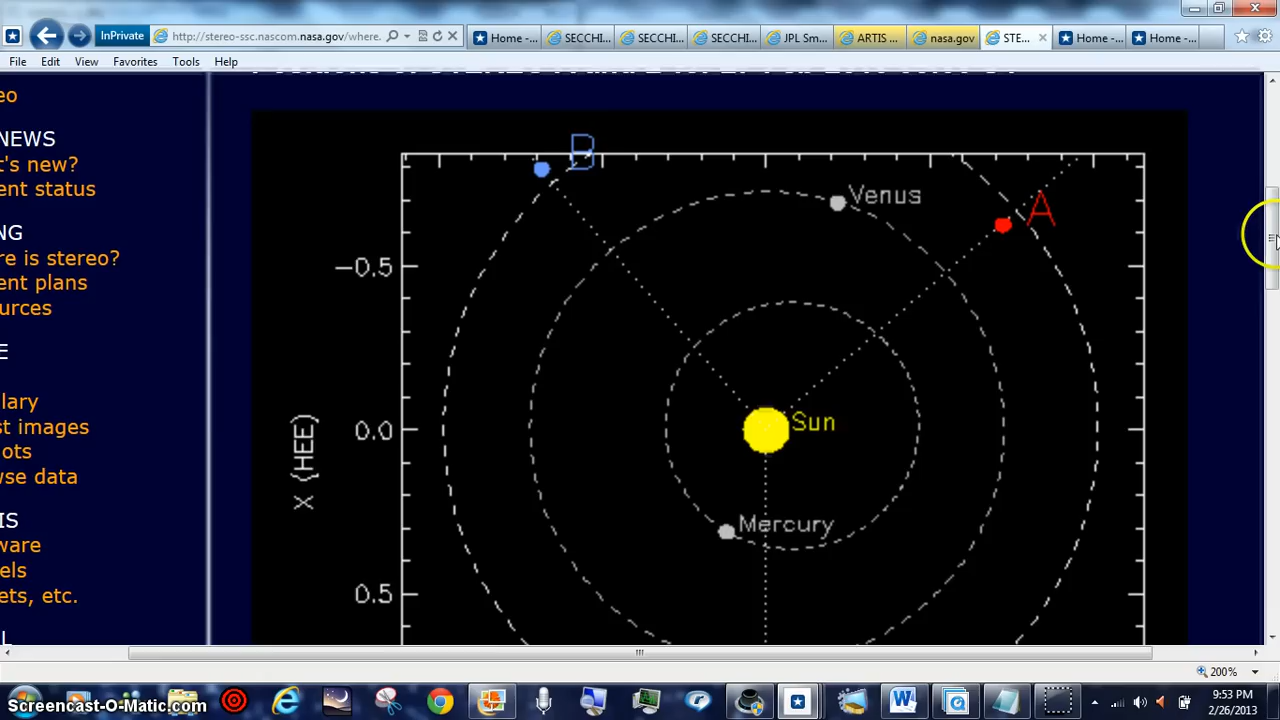 InPrivate
http://stereo-ssc.nascom.nasa.gov/where.
Home -...
SECCHI...
SECCHI...
SECCHI...
JPL Sm...
ARTIS ...
nasa.gov
STE...
Home -...
Home -...
File
Edit
View
Favorites
Tools
Help
eo
NEWS
t's new?
ent status
NG
re is stereo?
ent plans
urces
E
lary
t images
ots
wse data
IS
ware
els
ets, etc.
L
B
Venus
A
−0.5
Sun
0.0
X (HEE)
Mercury
0.5
200%
Screencast-O-Matic.com
9:53 PM
2/26/2013